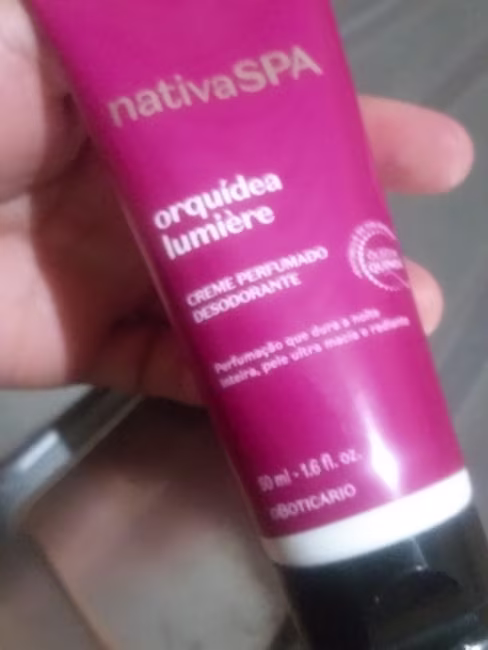 nativaSPA
orquídea
lumière
CREME PERFUMADO
DESODORANTE
Perfumação que dura a noite
inteira, pele ultra macia e radiante
50 ml - 1.6 fl. oz.
oBOTICÁRIO